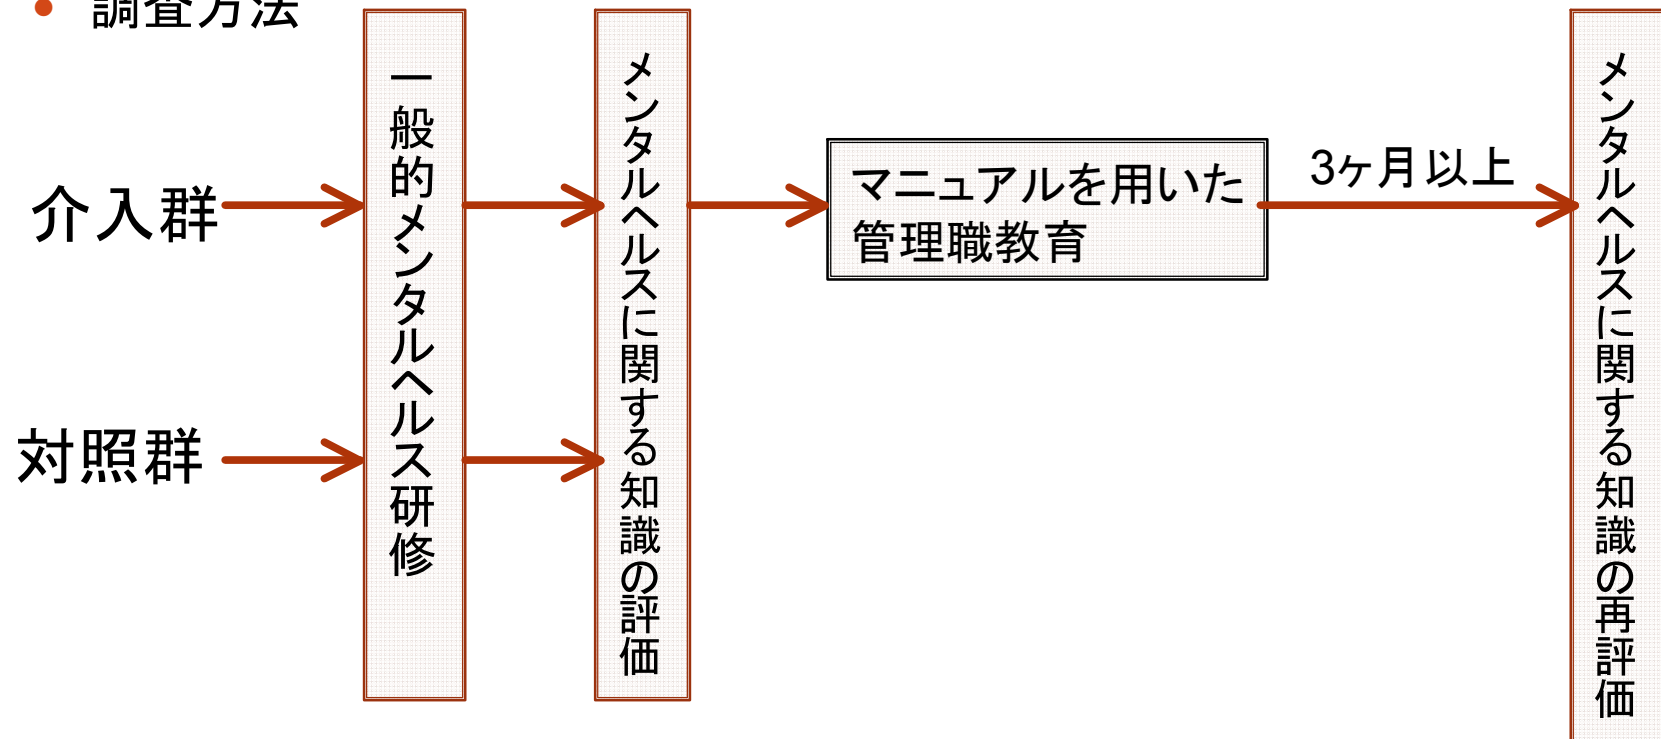 • 調査方法
介入群
対照群
一般的メンタルヘルス研修
メンタルヘルスに関する知識の評価
マニュアルを用いた
管理職教育
3ヶ月以上
メンタルヘルスに関する知識の再評価